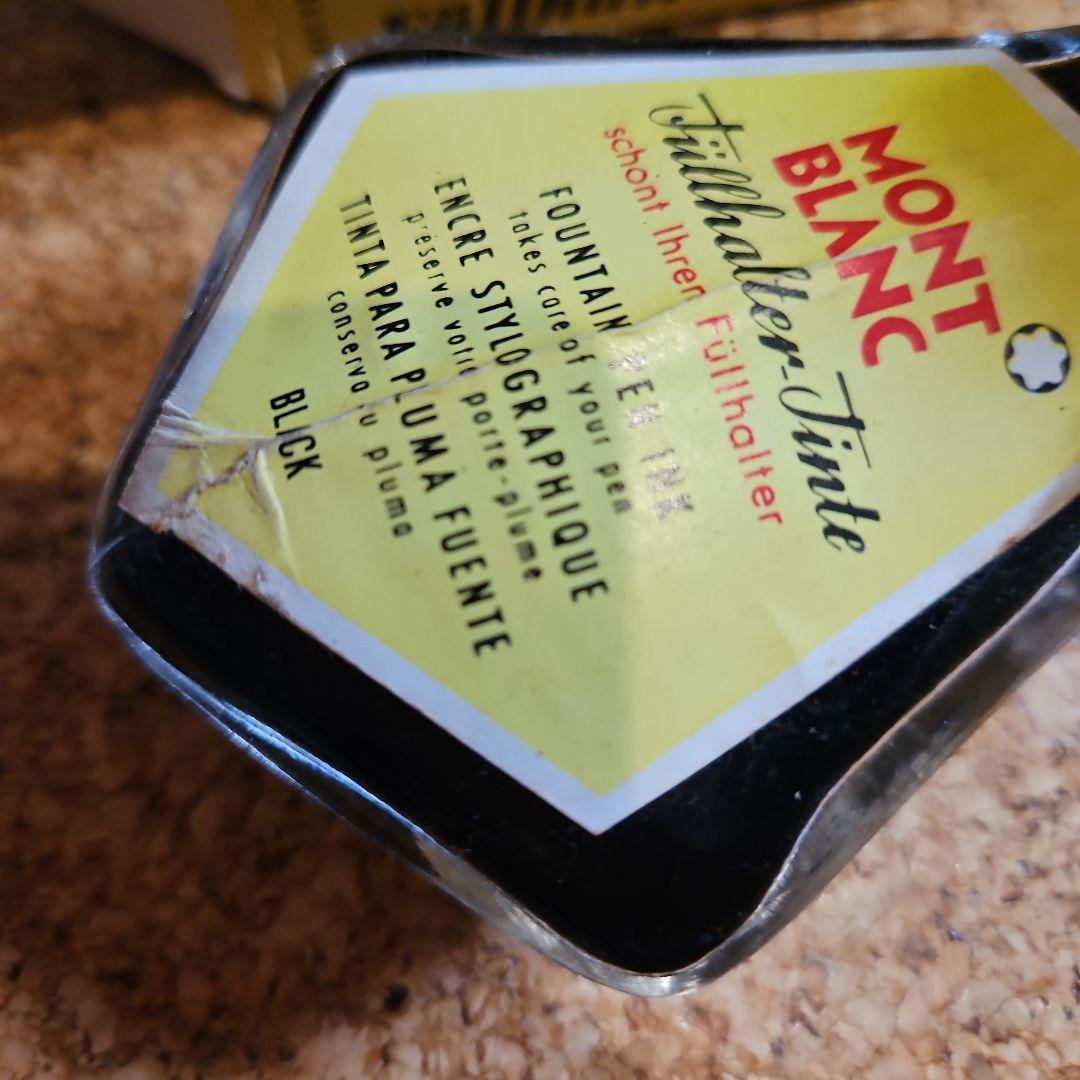 MONT
BLANC
Füllhalter-Tinte
schont Ihren Füllhalter
FOUNTAIN PEN INK
takes care of your pen
ENCRE STYLOGRAPHIQUE
préserve votre porte-plume
TINTA PARA PLUMA FUENTE
conserva su pluma
BLICK